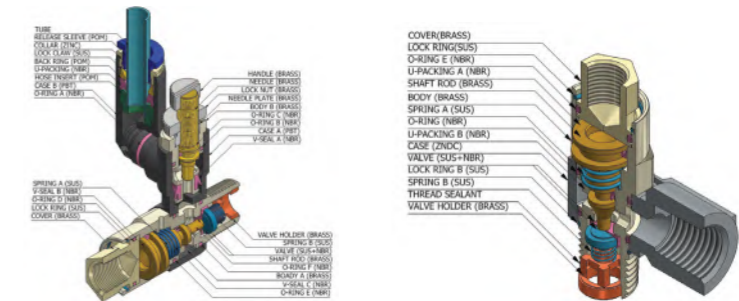 TUBE
RELEASE SLEEVE (POM)
COLLAR (ZINC)
LOCK CLAW (SUS)
BACK RING (POM)
U-PACKING (NBR)
HOSE INSERT (POM)
CASE B (PBT)
O-RING A (NBR)
HANDLE (BRASS)
NEEDLE (BRASS)
LOCK NUT (BRASS)
NEEDLE PLATE (BRASS)
BODY B (BRASS)
O-RING C (NBR)
O-RING B (NBR)
CASE A (PBT)
V-SEAL A (NBR)
SPRING A (SUS)
V-SEAL B (NBR)
O-RING D (NBR)
LOCK RING (SUS)
COVER (BRASS)
VALVE HOLDER (BRASS)
SPRING B (SUS)
VALVE (SUS+NBR)
SHAFT ROD (BRASS)
O-RING F (NBR)
BOADY A (BRASS)
V-SEAL C (NBR)
O-RING E (NBR)
COVER(BRASS)
LOCK RING(SUS)
O-RING E (NBR)
U-PACKING A (NBR)
SHAFT ROD (BRASS)
BODY (BRASS)
SPRING A (SUS)
O-RING (NBR)
U-PACKING B (NBR)
CASE (ZNDC)
VALVE (SUS+NBR)
LOCK RING B (SUS)
SPRING B (SUS)
THREAD SEALANT
VALVE HOLDER (BRASS)